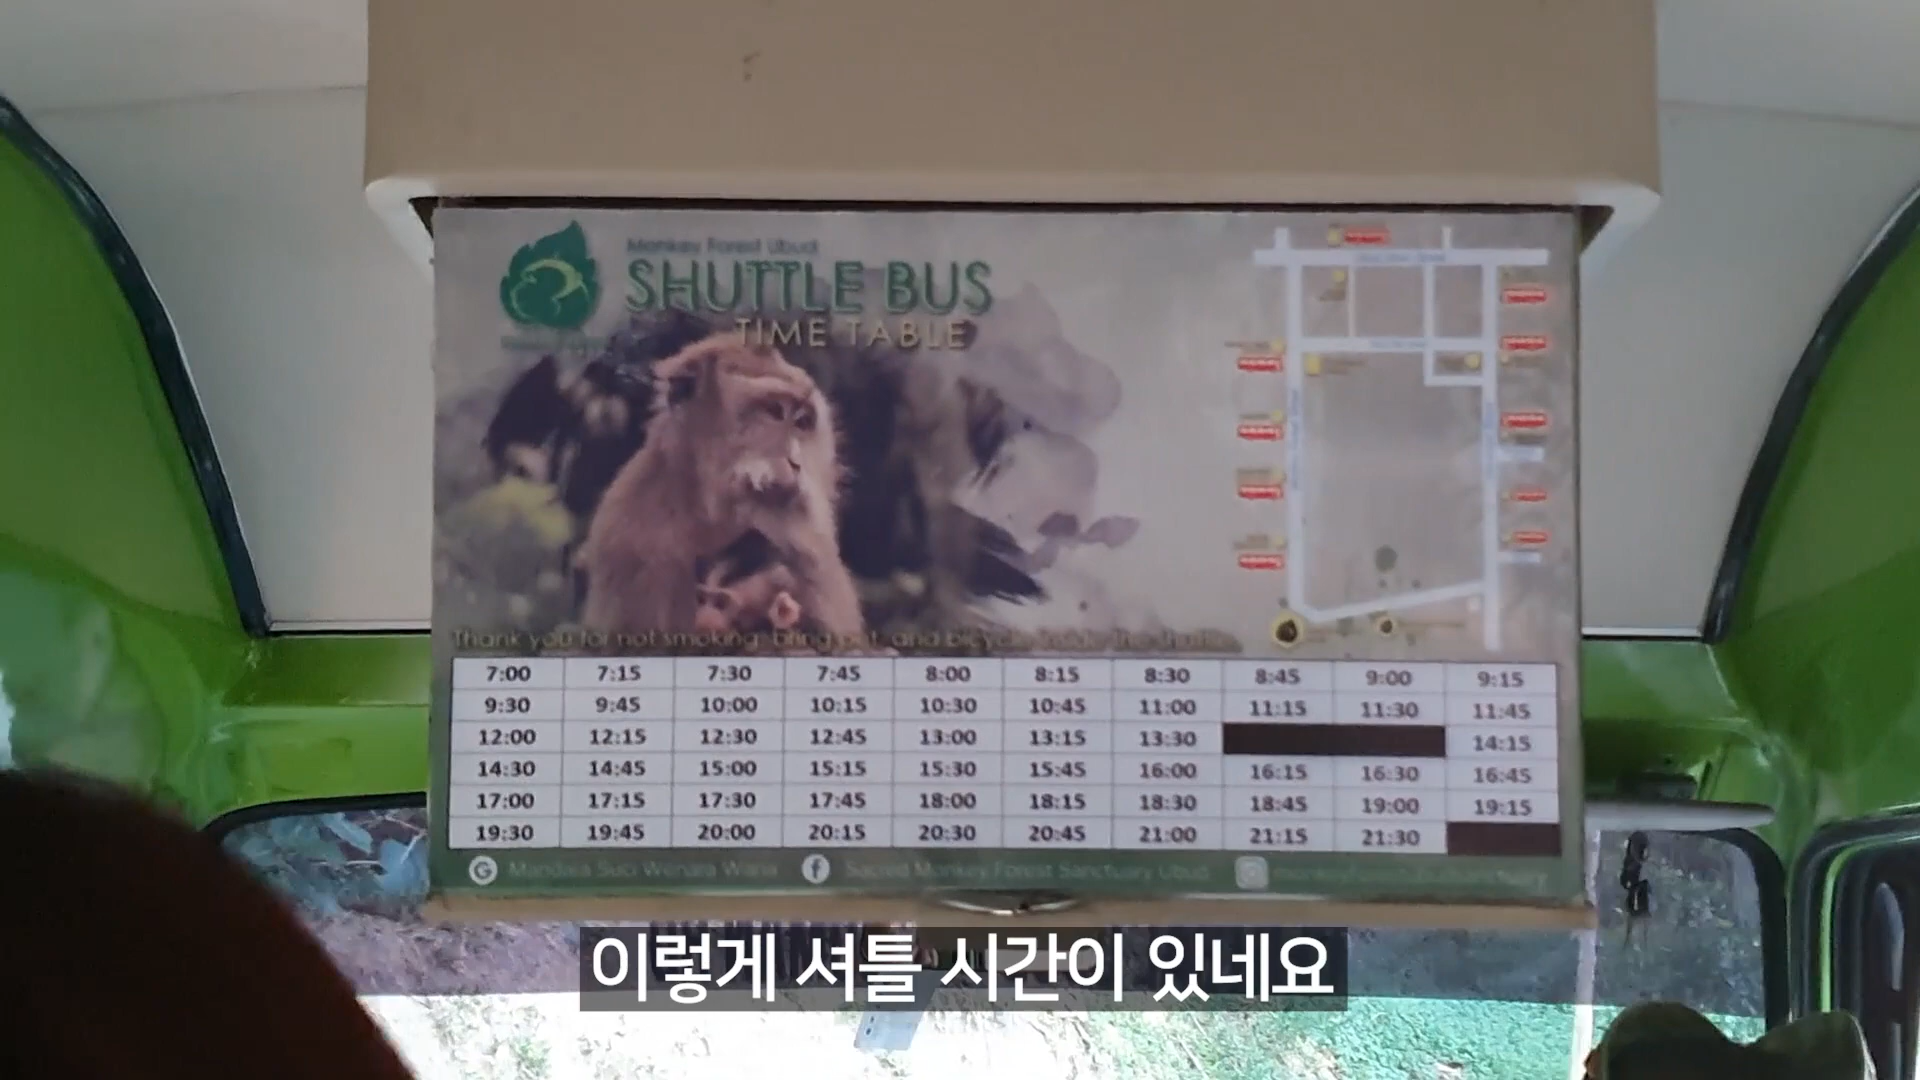 Monkey Forest Ubud
SHUTTLE BUS
TIME TABLE
Thank you for not smoking, bring pet, and bicycle inside the shuttle
7:00 7:15 7:30 7:45 8:00 8:15 8:30 8:45 9:00 9:15
9:30 9:45 10:00 10:15 10:30 10:45 11:00 11:15 11:30 11:45
12:00 12:15 12:30 12:45 13:00 13:15 13:30 14:15
14:30 14:45 15:00 15:15 15:30 15:45 16:00 16:15 16:30 16:45
17:00 17:15 17:30 17:45 18:00 18:15 18:30 18:45 19:00 19:15
19:30 19:45 20:00 20:15 20:30 20:45 21:00 21:15 21:30
Mandala Suci Wenara Wana Sacred Monkey Forest Sanctuary Ubud
이렇게 셔틀 시간이 있네요